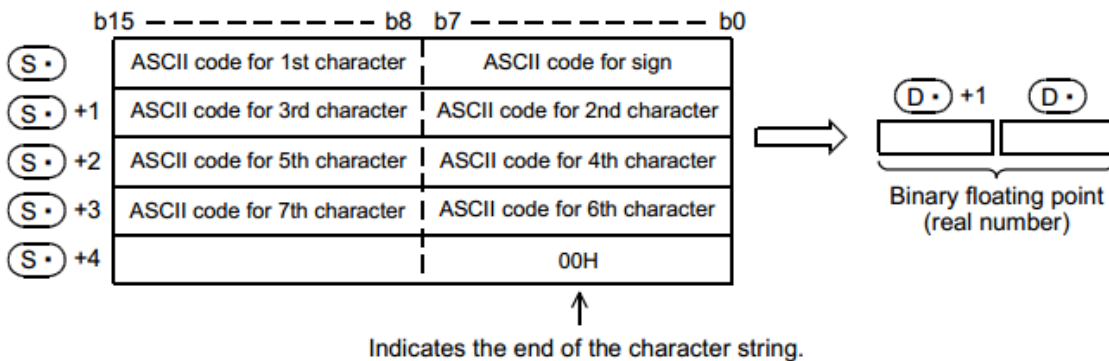 b15 b8 b7 b0
S· ASCII code for 1st character ASCII code for sign
S· +1 ASCII code for 3rd character ASCII code for 2nd character
S· +2 ASCII code for 5th character ASCII code for 4th character
S· +3 ASCII code for 7th character ASCII code for 6th character
S· +4 00H
Indicates the end of the character string.
D· +1 D·
Binary floating point
(real number)